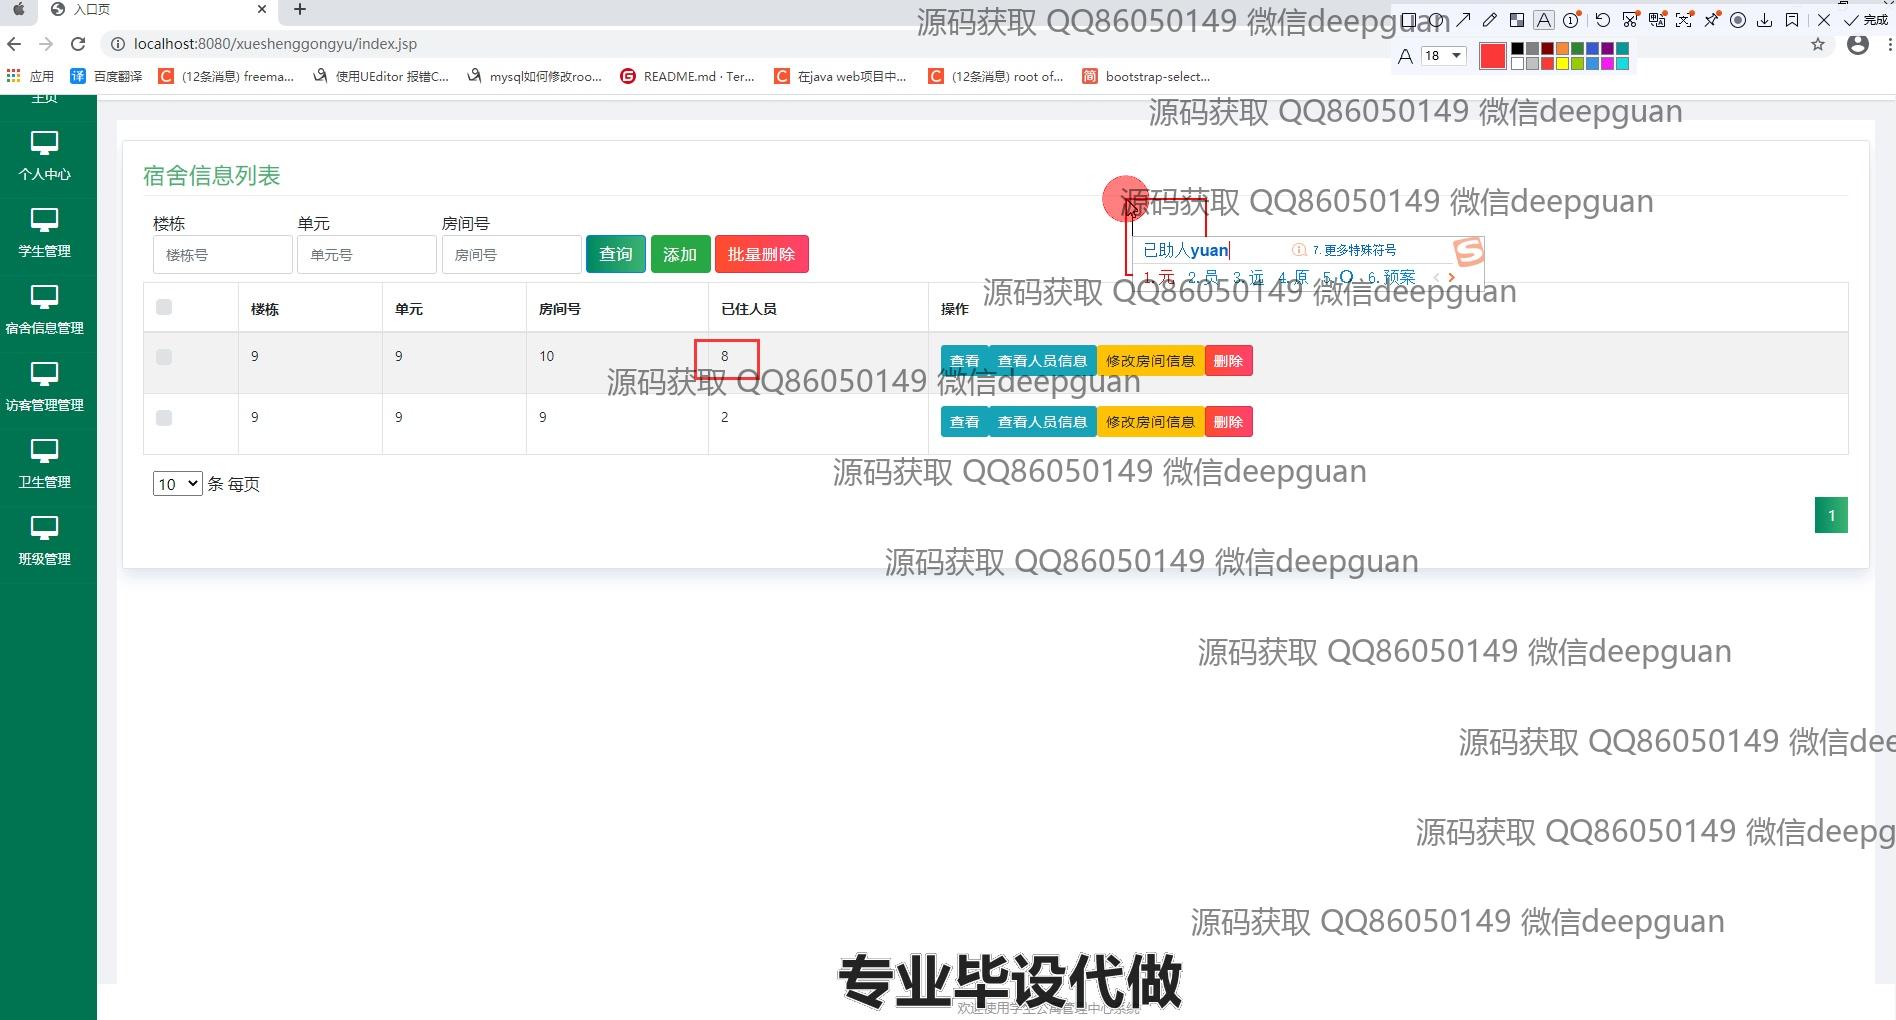 入口页
源码获取 QQ86050149 微信deepguan
完成
localhost:8080/xueshenggongyu/index.jsp
A 18
应用 百度翻译 (12条消息) freema... 使用UEditor 报错C... mysql如何修改roo... README.md · Ter... 在java web项目中... (12条消息) root of... bootstrap-select...
主页
源码获取 QQ86050149 微信deepguan
个人中心
宿舍信息列表
源码获取 QQ86050149 微信deepguan
楼栋 单元 房间号
学生管理
楼栋号 单元号 房间号 查询 添加 批量删除
已助人yuan 7.更多特殊符号
1.元 2.员 3.远 4.原 5.O 6.预案
源码获取 QQ86050149 微信deepguan
楼栋 单元 房间号 已住人员 操作
宿舍信息管理
9 9 10 8 查看 查看人员信息 修改房间信息 删除
源码获取 QQ86050149 微信deepguan
访客管理管理
9 9 9 2 查看 查看人员信息 修改房间信息 删除
源码获取 QQ86050149 微信deepguan
卫生管理
10 条 每页
1
班级管理
源码获取 QQ86050149 微信deepguan
源码获取 QQ86050149 微信deepguan
源码获取 QQ86050149 微信dee
源码获取 QQ86050149 微信deepg
源码获取 QQ86050149 微信deepguan
专业毕设代做
欢迎使用学生公寓管理中心系统